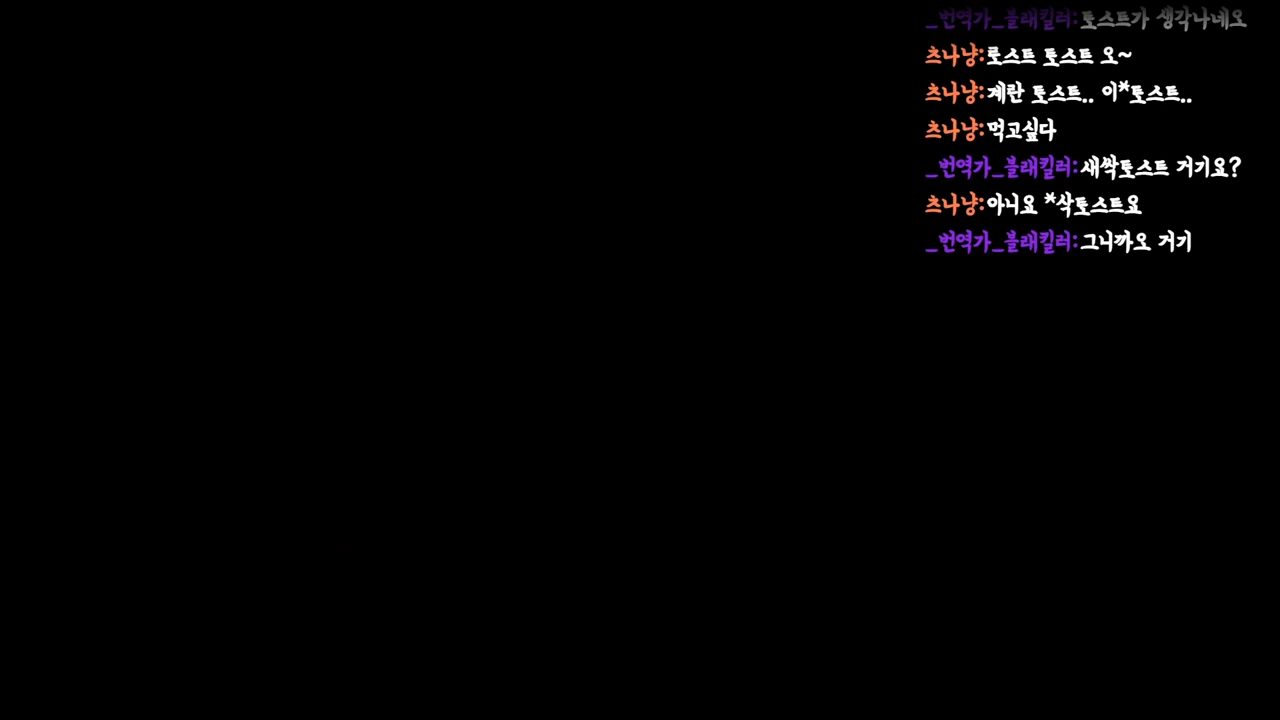 _번역가_블래킬러:토스트가 생각나네오
츠나냥:로스트 토스트 오~
츠나냥:계란 토스트.. 이*토스트..
츠나냥:먹고싶다
_번역가_블래킬러:새싹토스트 거기요?
츠나냥:아니요 *삭토스트요
_번역가_블래킬러:그니까오 거기